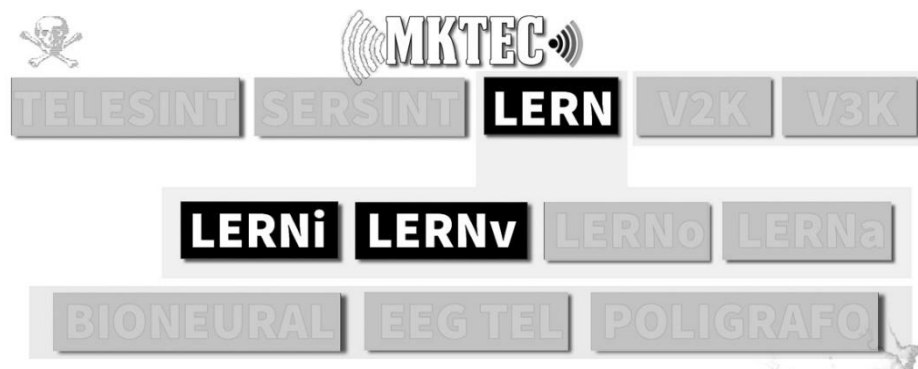 MKTEC
TELESINT SERSINT LERN V2K V3K
LERNi LERNv LERNo LERNa
BIONEURAL EEG TEL POLIGRAFO